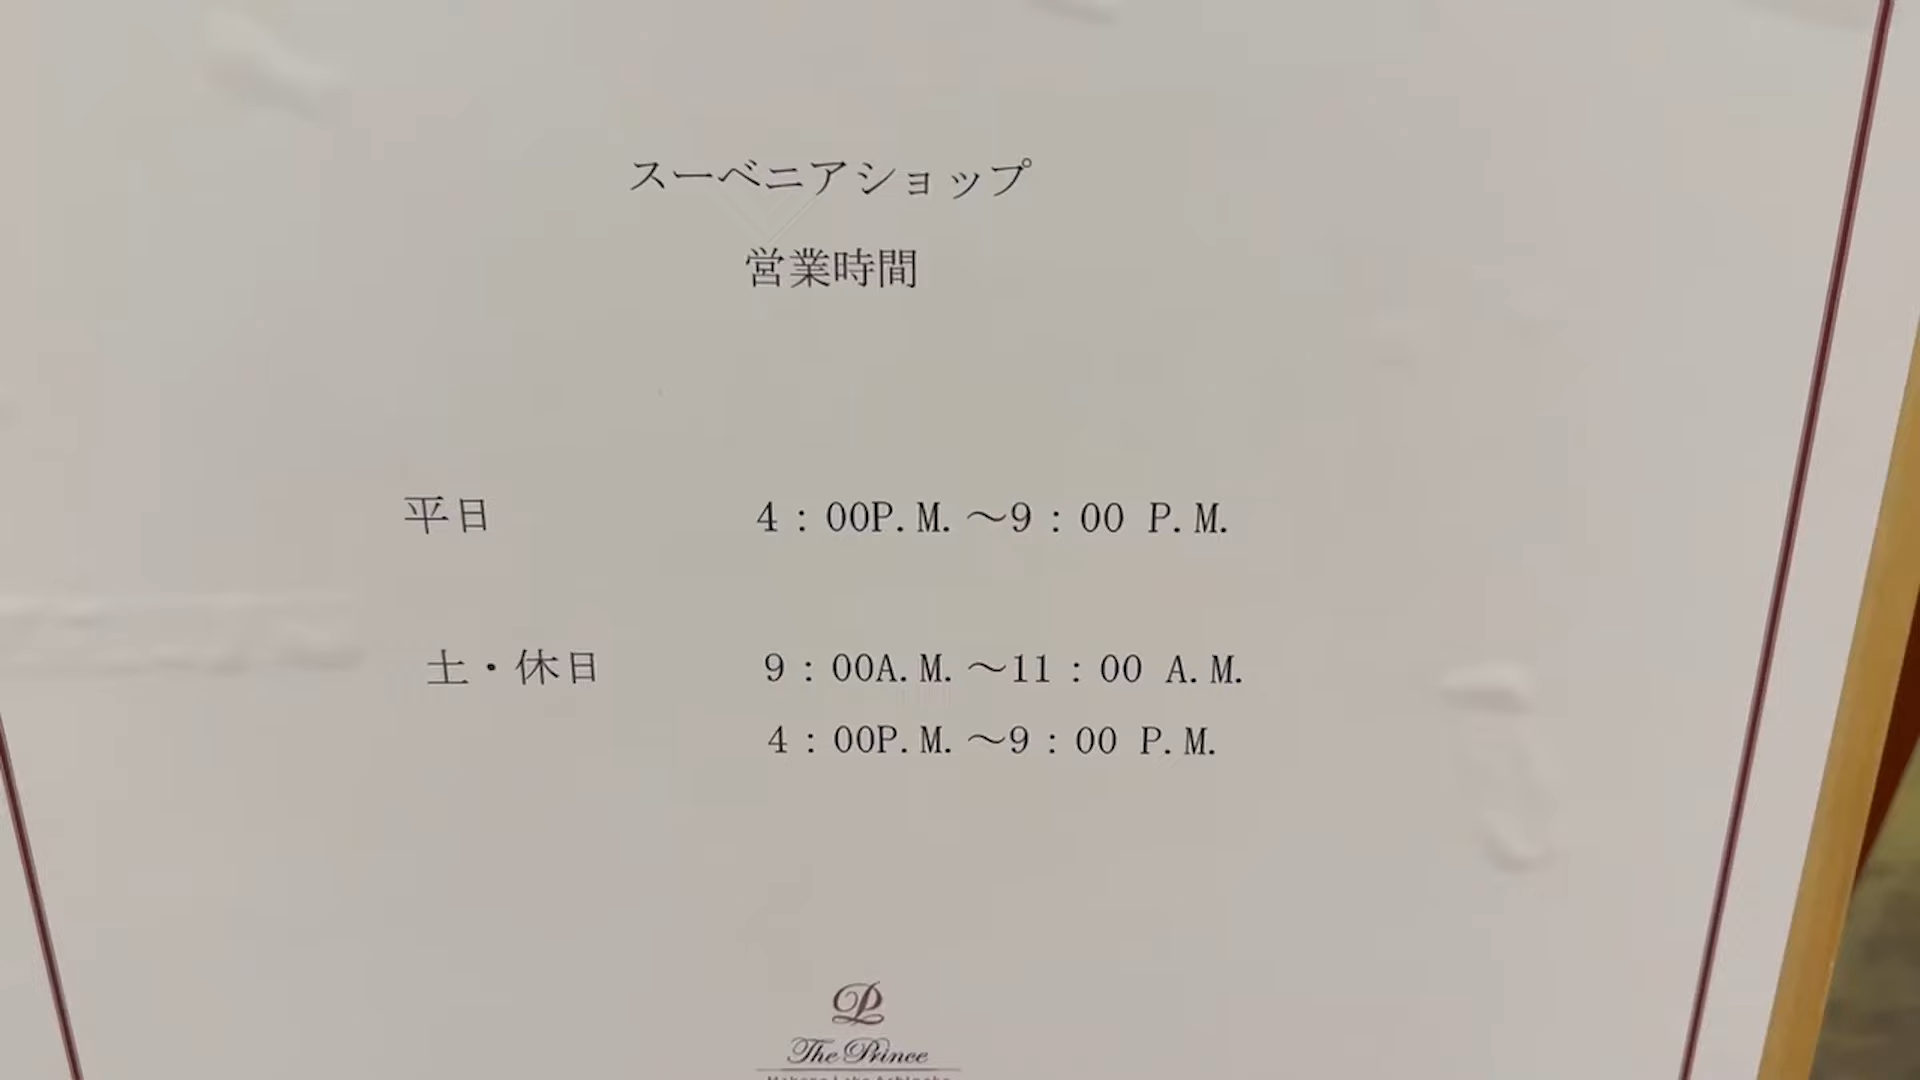 スーベニアショップ
営業時間
平日 4：00P.M.～9：00 P.M.
土・休日 9：00A.M.～11：00 A.M.
4：00P.M.～9：00 P.M.
The Prince